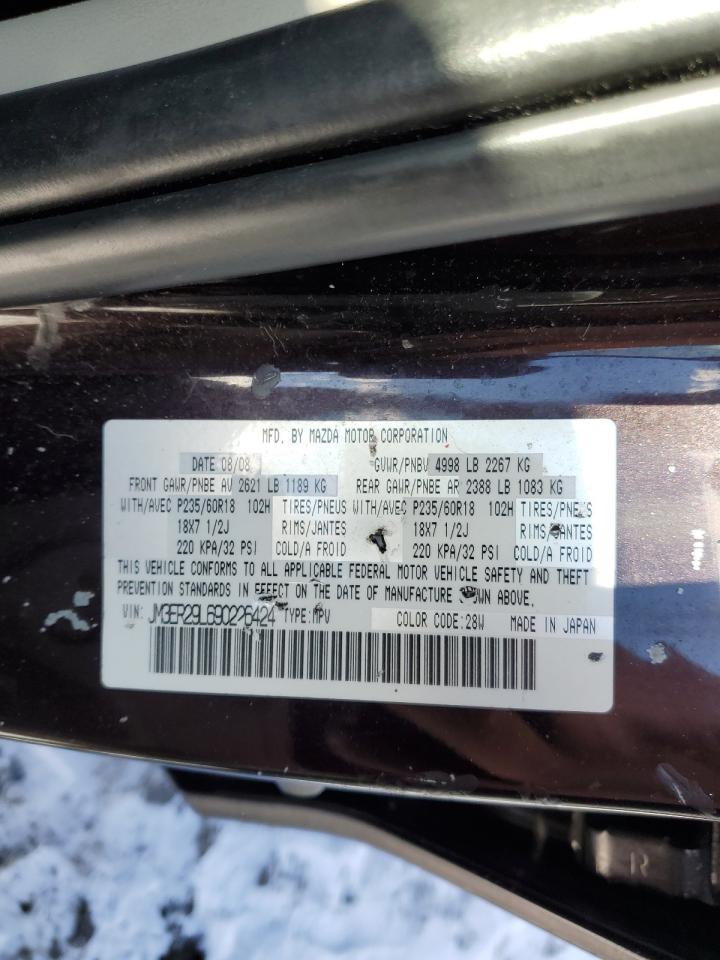 MFD. BY MAZDA MOTOR CORPORATION
DATE 08/08 GVWR/PNBV 4998 LB 2267 KG
FRONT GAWR/PNBE AV 2621 LB 1189 KG REAR GAWR/PNBE AR 2388 LB 1083 KG
WITH/AVEC P235/60R18 102H TIRES/PNEUS WITH/AVEC P235/60R18 102H TIRES/PNEUS
18X7 1/2J RIMS/JANTES 18X7 1/2J RIMS/JANTES
220 KPA/32 PSI COLD/A FROID 220 KPA/32 PSI COLD/A FROID
THIS VEHICLE CONFORMS TO ALL APPLICABLE FEDERAL MOTOR VEHICLE SAFETY AND THEFT
PREVENTION STANDARDS IN EFFECT ON THE DATE OF MANUFACTURE SHOWN ABOVE.
VIN: JM3ER29L690226424 TYPE:MPV COLOR CODE:28W MADE IN JAPAN
R